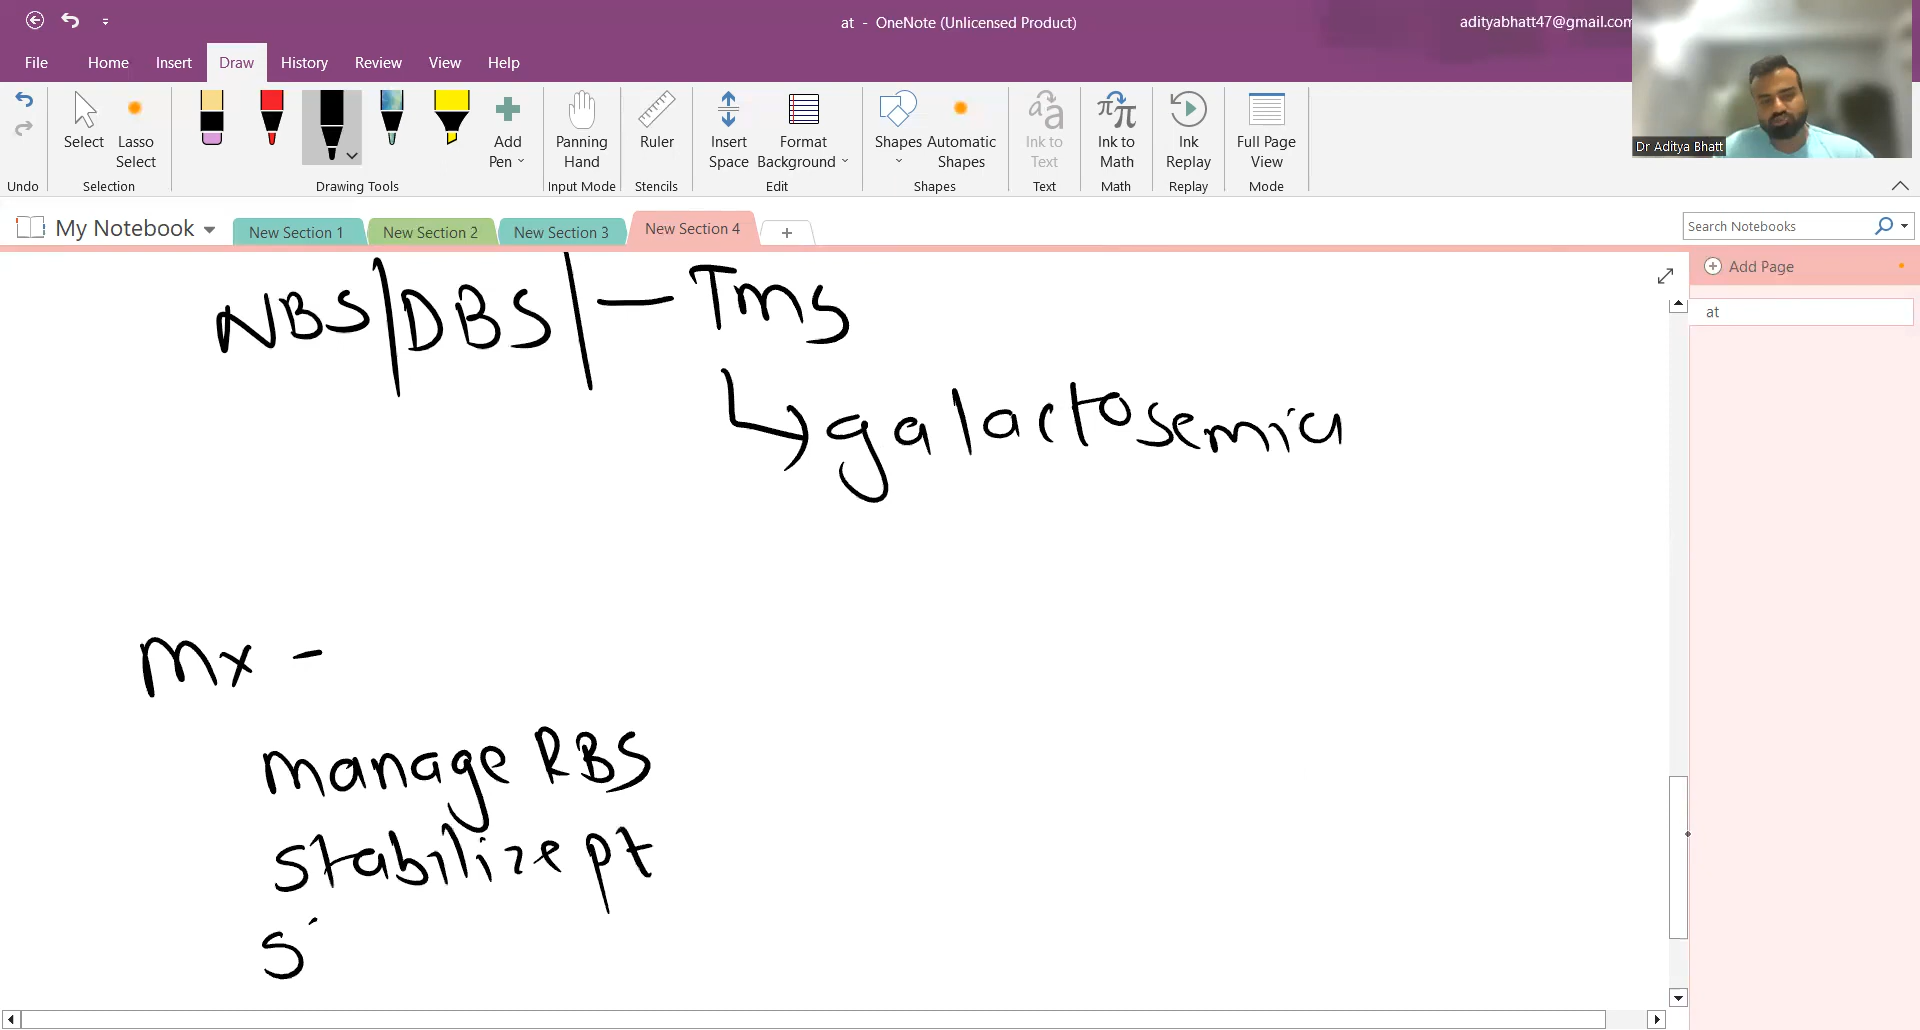 at - OneNote (Unlicensed Product)
adityabhatt47@gmail.com
File Home Insert Draw History Review View Help
Select
Lasso Select
Add Pen
Panning Hand
Ruler
Insert Space
Format Background
Shapes
Automatic Shapes
Ink to Text
Ink to Math
Ink Replay
Full Page View
Undo Selection Drawing Tools Input Mode Stencils Edit Shapes Text Math Replay Mode
Dr Aditya Bhatt
My Notebook New Section 1 New Section 2 New Section 3 New Section 4 +
Search Notebooks
Add Page
at
NBS|DBS| — Tms
galactosemia
Mx -
manage RBS
stabilize pt
S